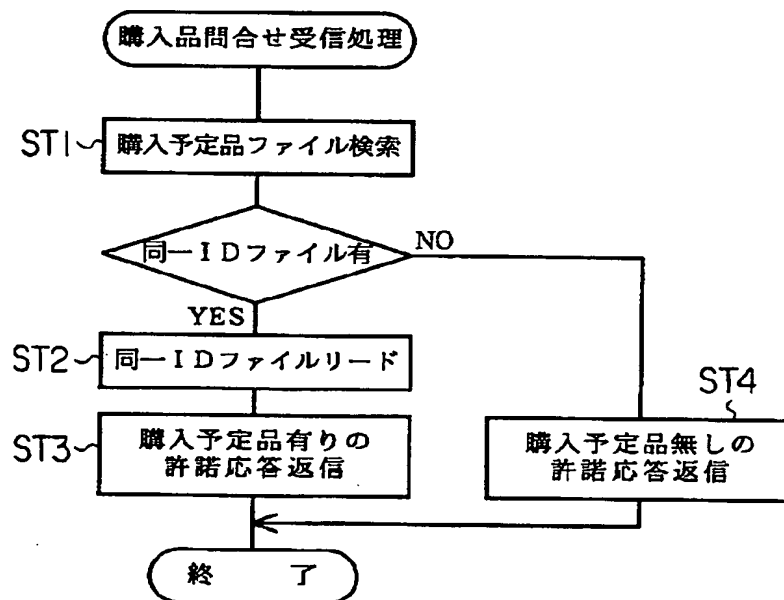 購入品問合せ受信処理
ST1
購入予定品ファイル検索
同一IDファイル有
NO
YES
ST2
同一IDファイルリード
ST4
ST3
購入予定品有りの
許諾応答返信
購入予定品無しの
許諾応答返信
終 了